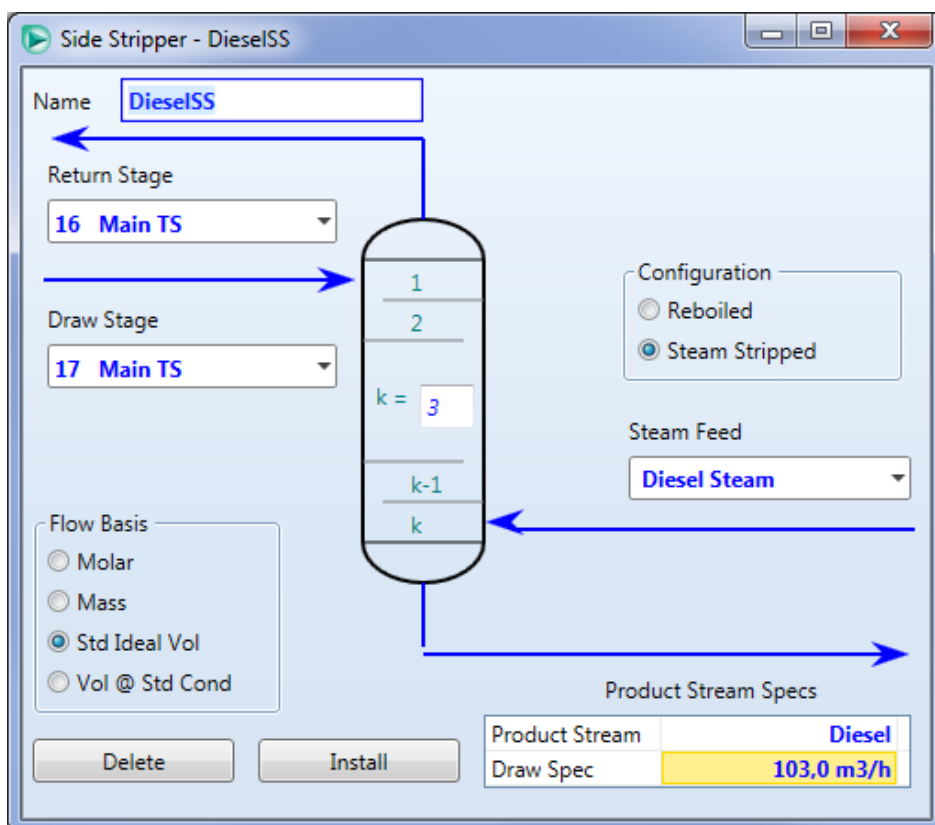 Side Stripper - DieselSS
Name DieselSS
Return Stage
16 Main TS
Draw Stage
17 Main TS
1
2
k = 3
k-1
k
Configuration
Reboiled
Steam Stripped
Steam Feed
Diesel Steam
Flow Basis
Molar
Mass
Std Ideal Vol
Vol @ Std Cond
Delete
Install
Product Stream Specs
Product Stream Diesel
Draw Spec 103,0 m3/h